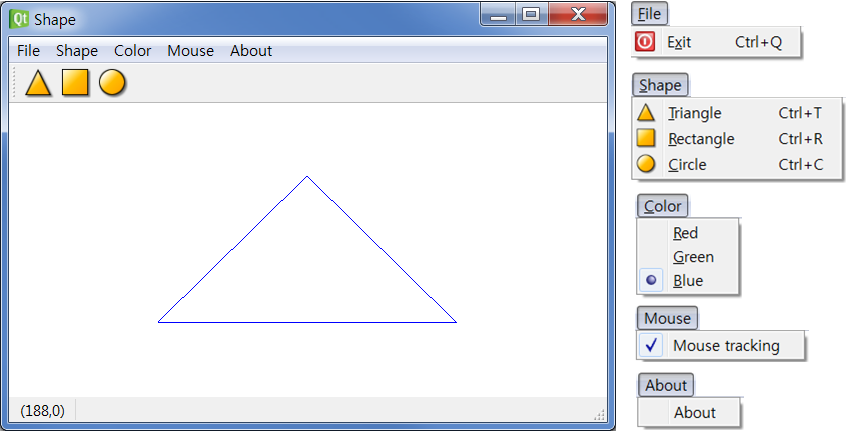 Qt Shape
File Shape Color Mouse About
(188,0)
File
Exit Ctrl+Q
Shape
Triangle Ctrl+T
Rectangle Ctrl+R
Circle Ctrl+C
Color
Red
Green
Blue
Mouse
Mouse tracking
About
About